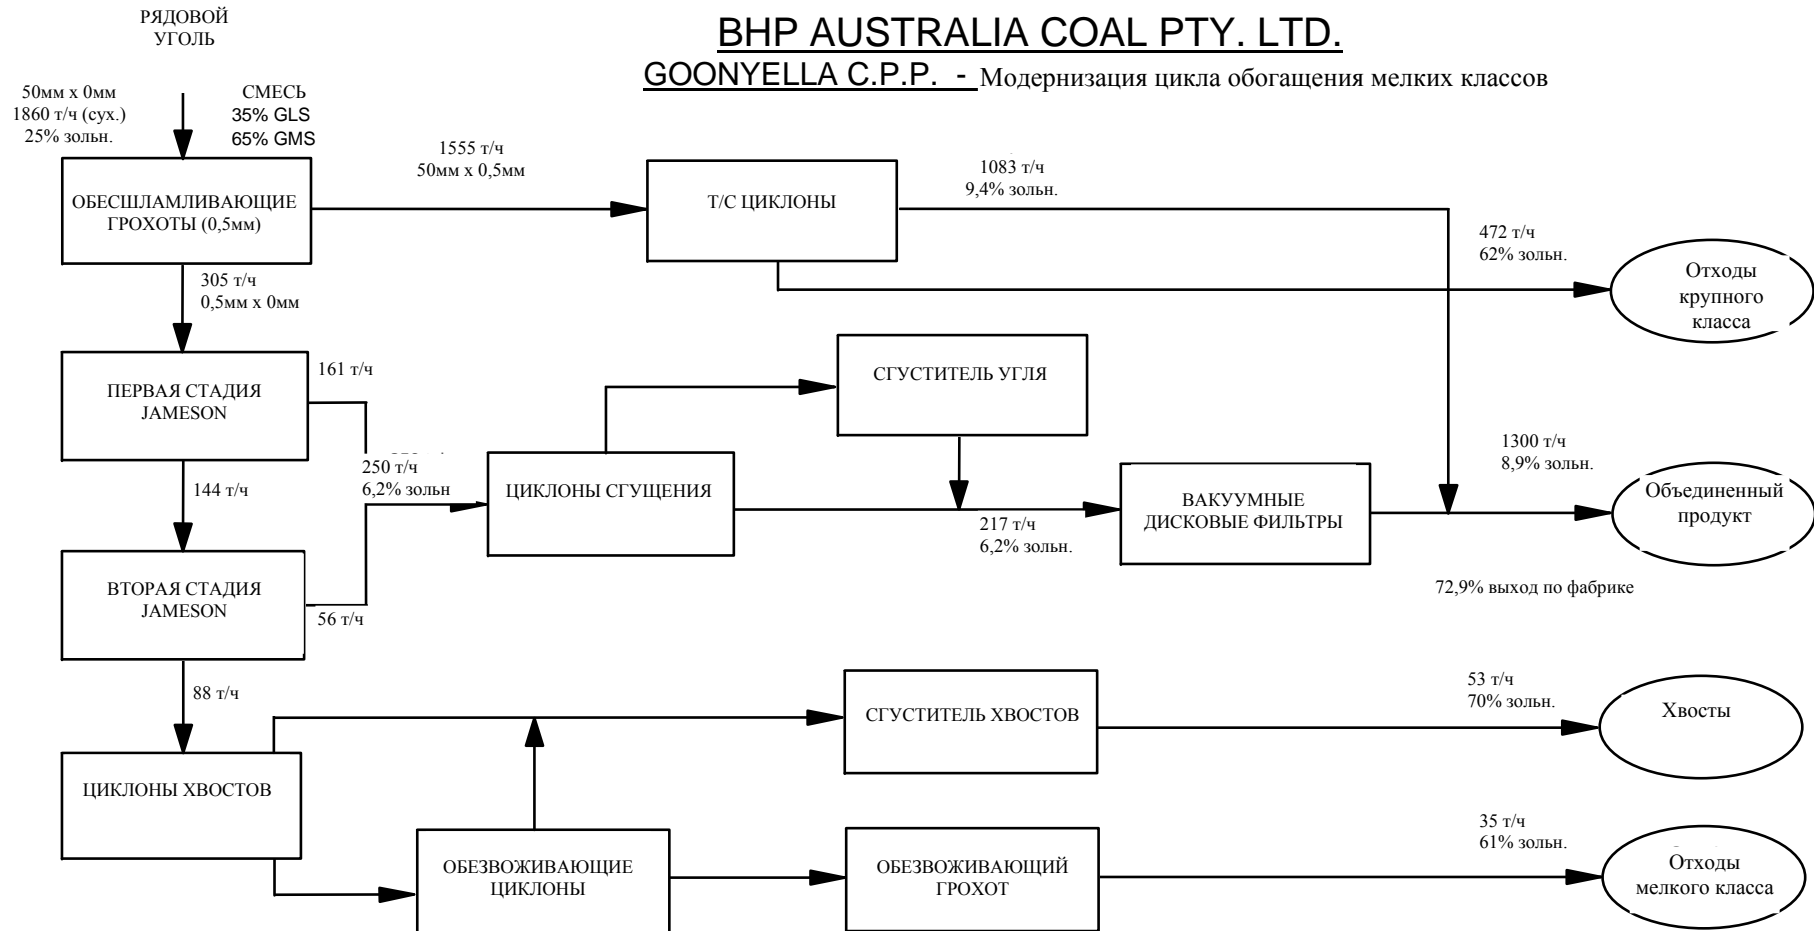 РЯДОВОЙ
УГОЛЬ
BHP AUSTRALIA COAL PTY. LTD.
GOONYELLA C.P.P. - Модернизация цикла обогащения мелких классов
50мм x 0мм
1860 т/ч (сух.)
25% зольн.
СМЕСЬ
35% GLS
65% GMS
ОБЕСШЛАМЛИВАЮЩИЕ
ГРОХОТЫ (0,5мм)
1555 т/ч
50мм x 0,5мм
Т/С ЦИКЛОНЫ
1083 т/ч
9,4% зольн.
472 т/ч
62% зольн.
Отходы
крупного
класса
305 т/ч
0,5мм x 0мм
ПЕРВАЯ СТАДИЯ
JAMESON
161 т/ч
СГУСТИТЕЛЬ УГЛЯ
144 т/ч
250 т/ч
6,2% зольн
ЦИКЛОНЫ СГУЩЕНИЯ
217 т/ч
6,2% зольн.
ВАКУУМНЫЕ
ДИСКОВЫЕ ФИЛЬТРЫ
1300 т/ч
8,9% зольн.
Объединенный
продукт
72,9% выход по фабрике
ВТОРАЯ СТАДИЯ
JAMESON
56 т/ч
88 т/ч
СГУСТИТЕЛЬ ХВОСТОВ
53 т/ч
70% зольн.
Хвосты
ЦИКЛОНЫ ХВОСТОВ
ОБЕЗВОЖИВАЮЩИЕ
ЦИКЛОНЫ
ОБЕЗВОЖИВАЮЩИЙ
ГРОХОТ
35 т/ч
61% зольн.
Отходы
мелкого класса